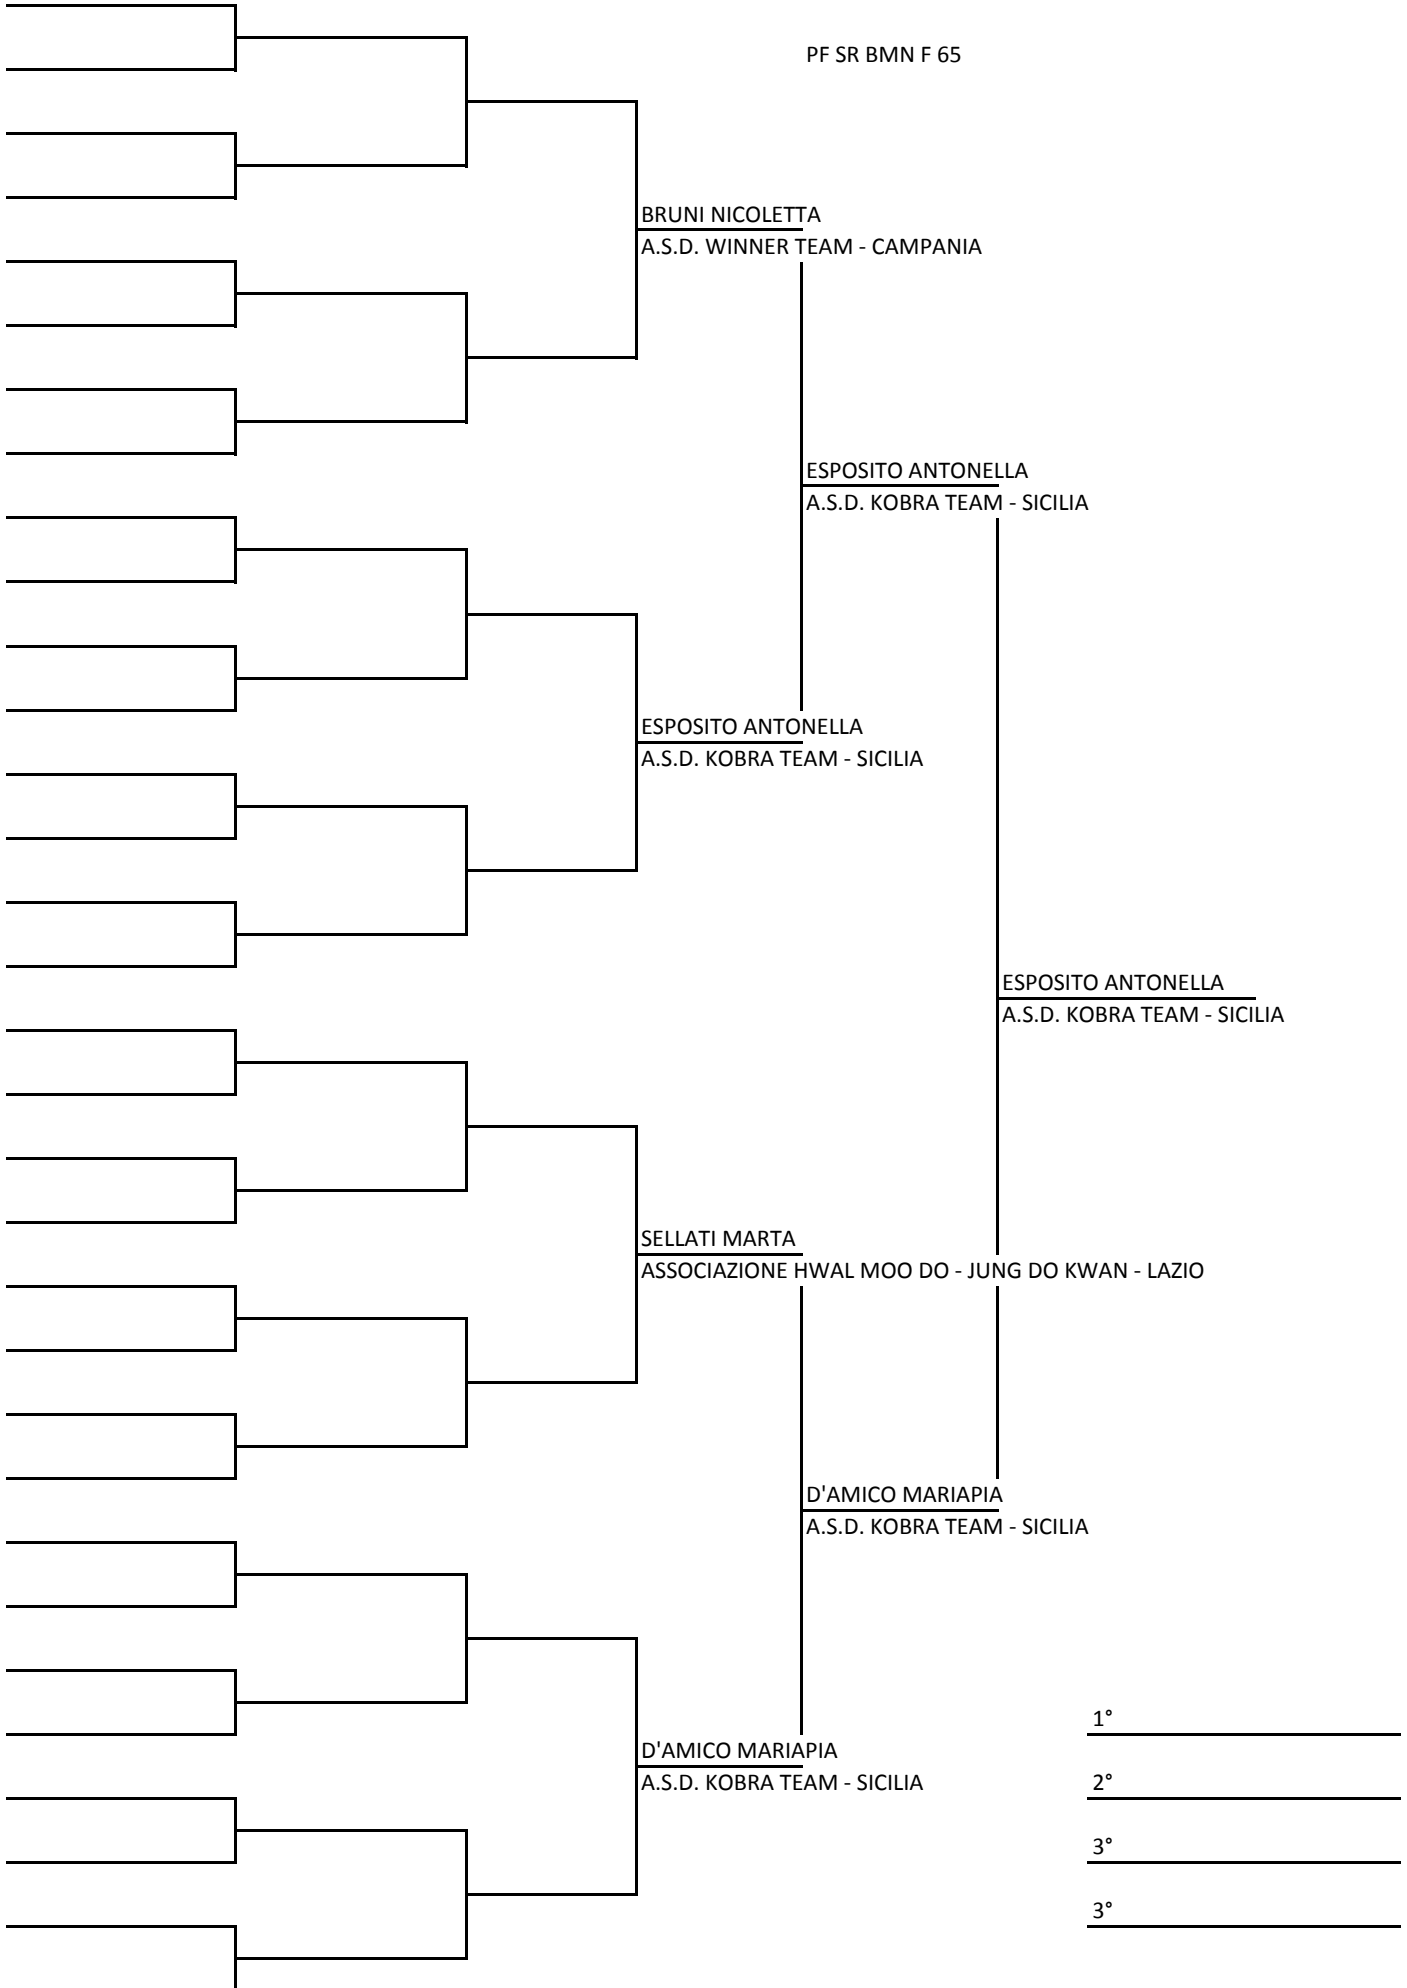 PF SR BMN F 65
BRUNI NICOLETTA
A.S.D. WINNER TEAM - CAMPANIA
ESPOSITO ANTONELLA
A.S.D. KOBRA TEAM - SICILIA
ESPOSITO ANTONELLA
A.S.D. KOBRA TEAM - SICILIA
ESPOSITO ANTONELLA
A.S.D. KOBRA TEAM - SICILIA
SELLATI MARTA
ASSOCIAZIONE HWAL MOO DO - JUNG DO KWAN - LAZIO
D'AMICO MARIAPIA
A.S.D. KOBRA TEAM - SICILIA
1°
D'AMICO MARIAPIA
A.S.D. KOBRA TEAM - SICILIA
2°
3°
3°